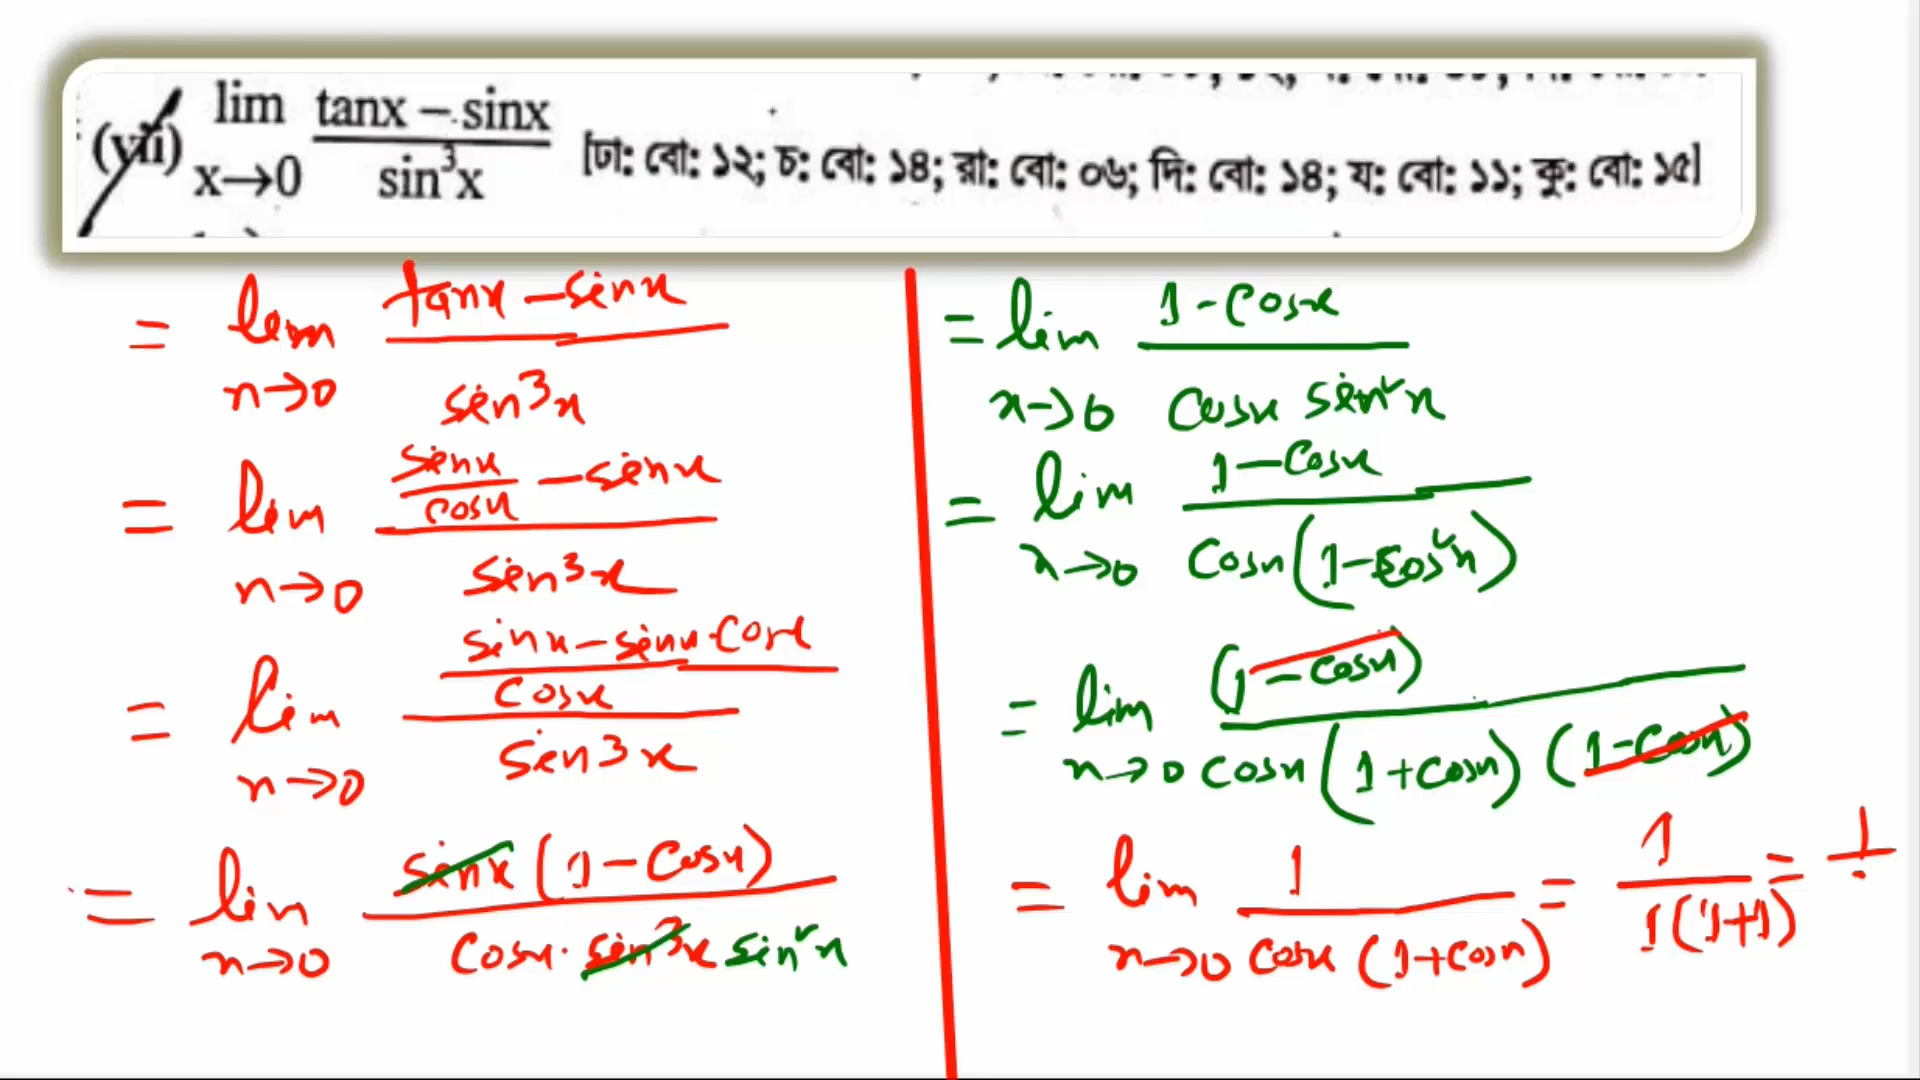 (vii) lim x→0 (tanx – sinx)/(sin³x) [ঢা: বো: ১২; চ: বো: ১৪; রা: বো: ০৬; দি: বো: ১৪; য: বো: ১১; কু: বো: ১৫]
= lim x→0 (tanx – sinx)/(sin³x)
= lim x→0 (sinx/cosx – sinx)/(sin³x)
= lim x→0 ((sinx – sinx·cosx)/cosx)/(sin³x)
= lim x→0 (sinx (1 – cosx))/(cosx · sin³x sin²x)
= lim x→0 (1 - cosx)/(cosx sin²x)
= lim x→0 (1 – cosx)/(cosx (1 – cos²x))
= lim x→0 (1 – cosx)/(cosx (1 + cosx) (1 – cosx))
= lim x→0 1/(cosx (1 + cosx)) = 1/(1(1+1)) = 1/